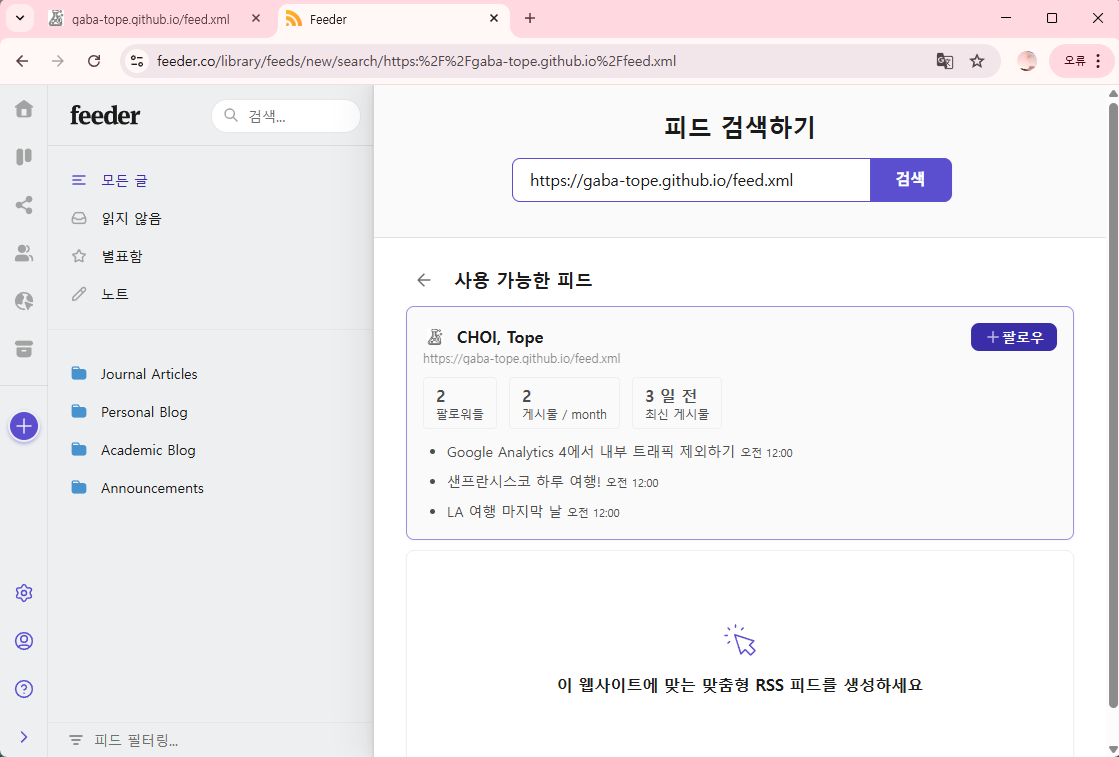 gaba-tope.github.io/feed.xml
Feeder
feeder.co/library/feeds/new/search/https:%2F%2Fgaba-tope.github.io%2Ffeed.xml
오류
feeder
검색...
모든 글
읽지 않음
별표함
노트
Journal Articles
Personal Blog
Academic Blog
Announcements
피드 필터링...
피드 검색하기
https://gaba-tope.github.io/feed.xml
검색
사용 가능한 피드
CHOI, Tope
팔로우
https://gaba-tope.github.io/feed.xml
2
팔로워들
2
게시물 / month
3 일 전
최신 게시물
Google Analytics 4에서 내부 트래픽 제외하기 오전 12:00
샌프란시스코 하루 여행! 오전 12:00
LA 여행 마지막 날 오전 12:00
이 웹사이트에 맞는 맞춤형 RSS 피드를 생성하세요